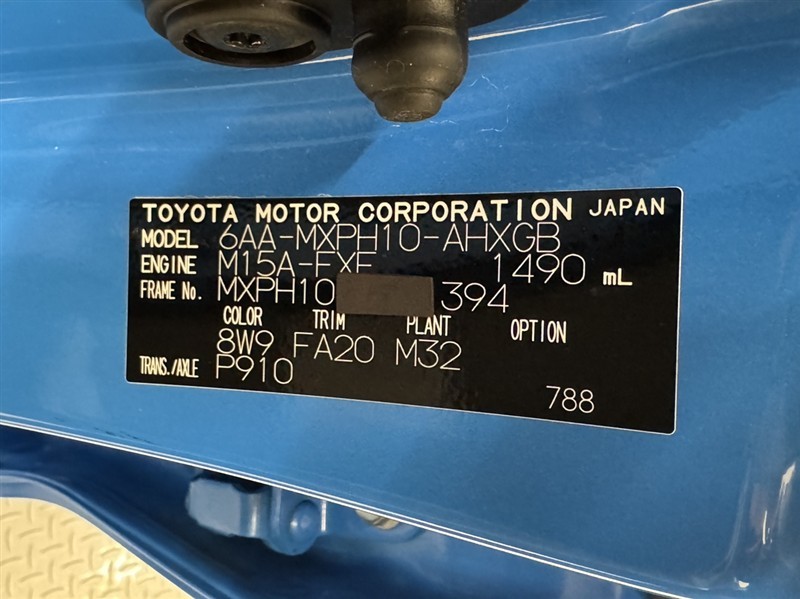 TOYOTA MOTOR CORPORATION JAPAN
MODEL 6AA-MXPH10-AHXGB
ENGINE M15A-FXE 1490 mL
FRAME No. MXPH10 394
COLOR TRIM PLANT OPTION
8W9 FA20 M32
TRANS./AXLE P910
788